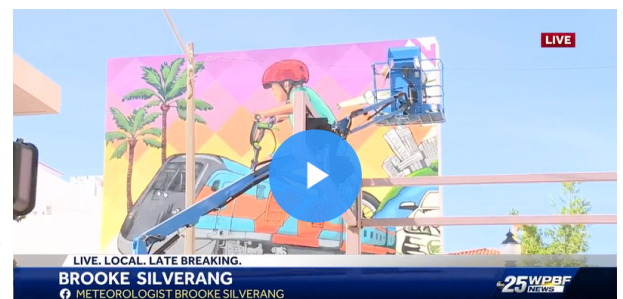 LIVE
LIVE. LOCAL. LATE BREAKING.
BROOKE SILVERANG
METEOROLOGIST BROOKE SILVERANG
25 WPBF
NEWS